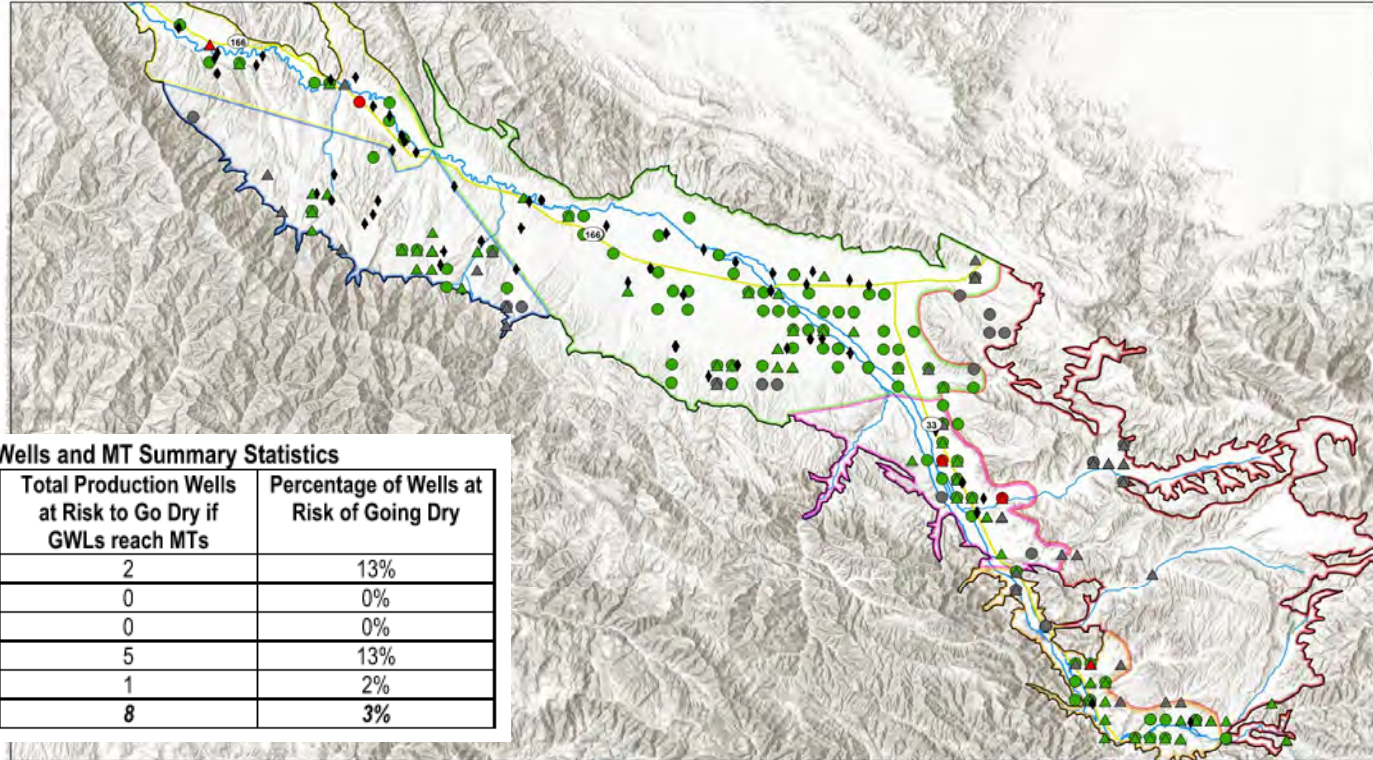 166
166
33
Wells and MT Summary Statistics
Total Production Wells Percentage of Wells at
at Risk to Go Dry if Risk of Going Dry
GWLs reach MTs
2 13%
0 0%
0 0%
5 13%
1 2%
8 3%